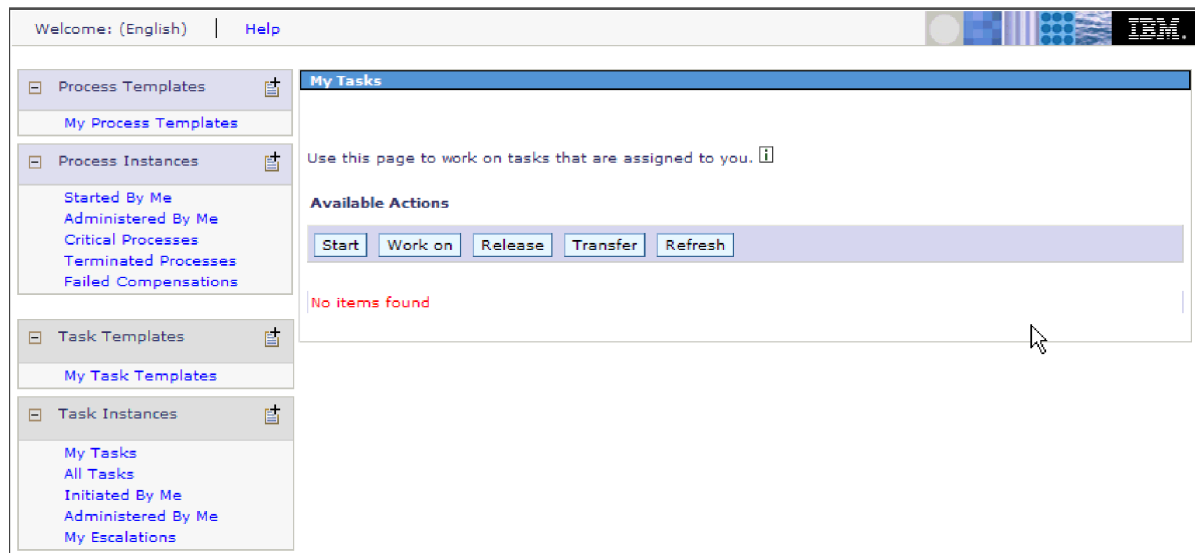 Welcome: (English) | Help
IBM.
Process Templates
My Process Templates
Process Instances
Started By Me
Administered By Me
Critical Processes
Terminated Processes
Failed Compensations
Task Templates
My Task Templates
Task Instances
My Tasks
All Tasks
Initiated By Me
Administered By Me
My Escalations
My Tasks
Use this page to work on tasks that are assigned to you. i
Available Actions
Start Work on Release Transfer Refresh
No items found